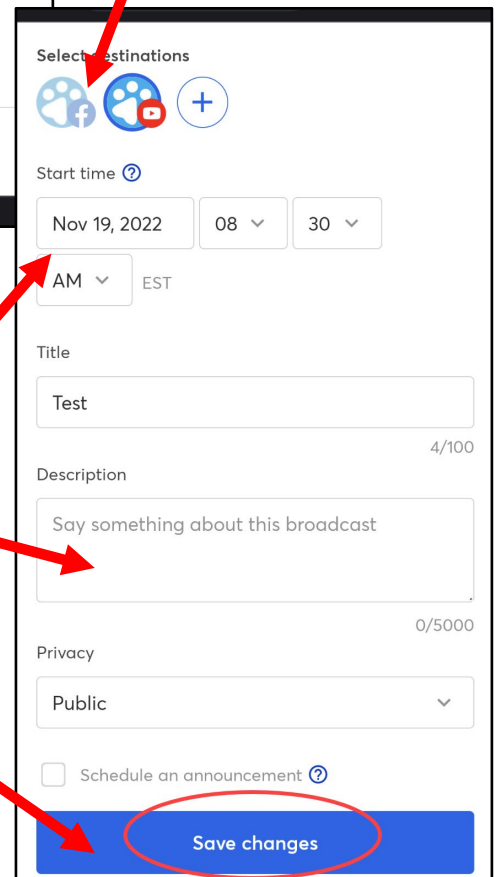 Select destinations
Start time
Nov 19, 2022 08 30
AM EST
Title
Test
4/100
Description
Say something about this broadcast
0/5000
Privacy
Public
Schedule an announcement
Save changes